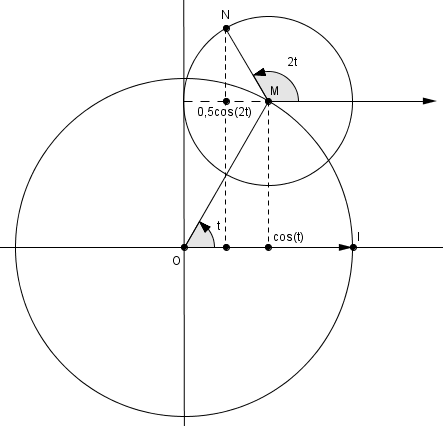 N
2t
M
0,5cos(2t)
t
cos(t)
I
O